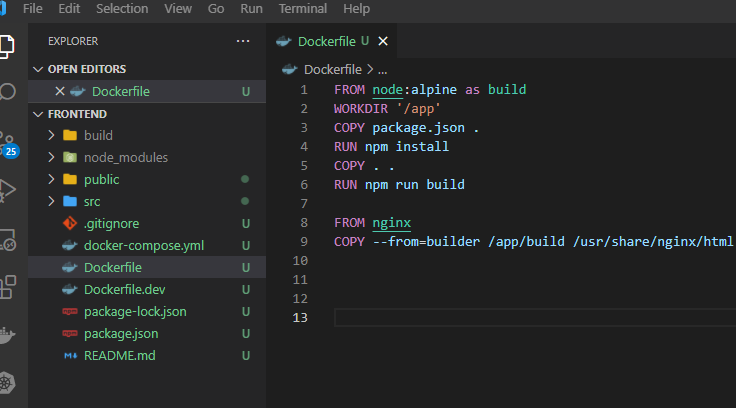 File Edit Selection View Go Run Terminal Help
EXPLORER ...
OPEN EDITORS
Dockerfile U
FRONTEND
build
node_modules
public
src
.gitignore U
docker-compose.yml U
Dockerfile U
Dockerfile.dev U
package-lock.json U
package.json U
README.md U
25
Dockerfile U
Dockerfile > ...
1 FROM node:alpine as build
2 WORKDIR '/app'
3 COPY package.json .
4 RUN npm install
5 COPY . .
6 RUN npm run build
7
8 FROM nginx
9 COPY --from=builder /app/build /usr/share/nginx/html
10
11
12
13